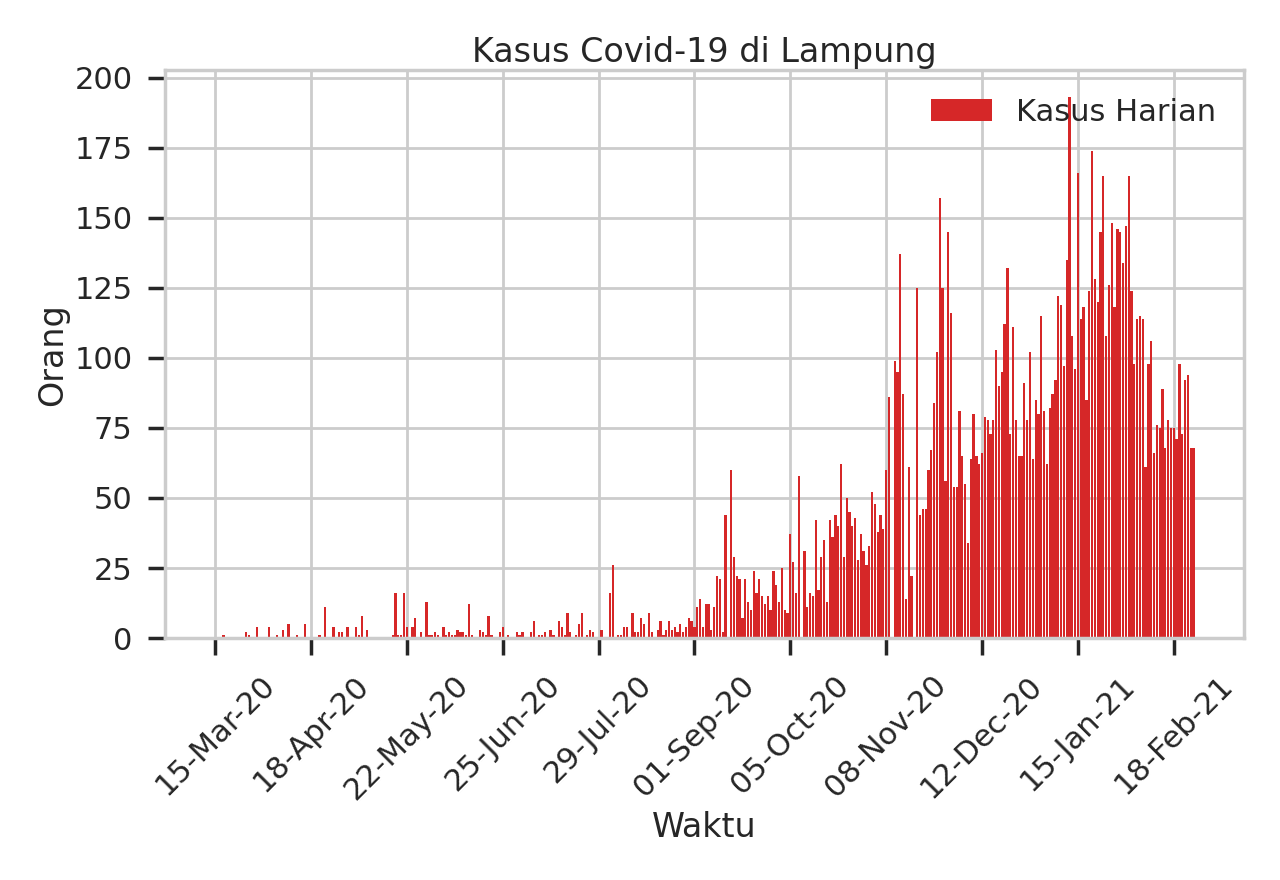 Kasus Covid-19 di Lampung
Kasus Harian
200
175
150
125
100
75
50
25
0
Orang
15-Mar-20
18-Apr-20
22-May-20
25-Jun-20
29-Jul-20
01-Sep-20
05-Oct-20
08-Nov-20
12-Dec-20
15-Jan-21
18-Feb-21
Waktu